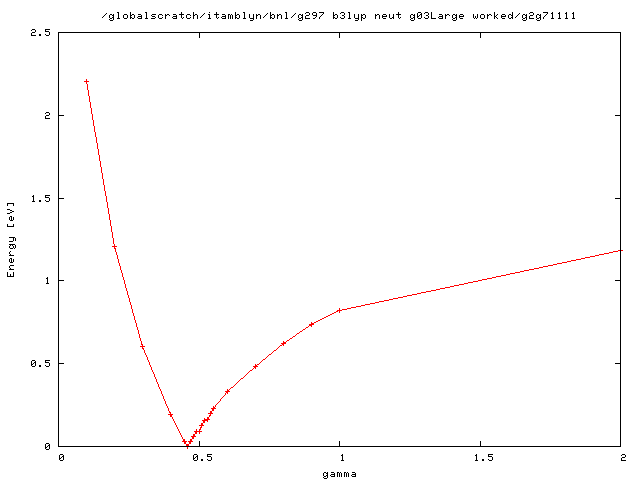 /globalscratch/itamblyn/bnl/g297 b3lyp neut g03Large worked/g2g71111
2.5
2
1.5
1
0.5
0
Energy [eV]
0 0.5 1 1.5 2
gamma